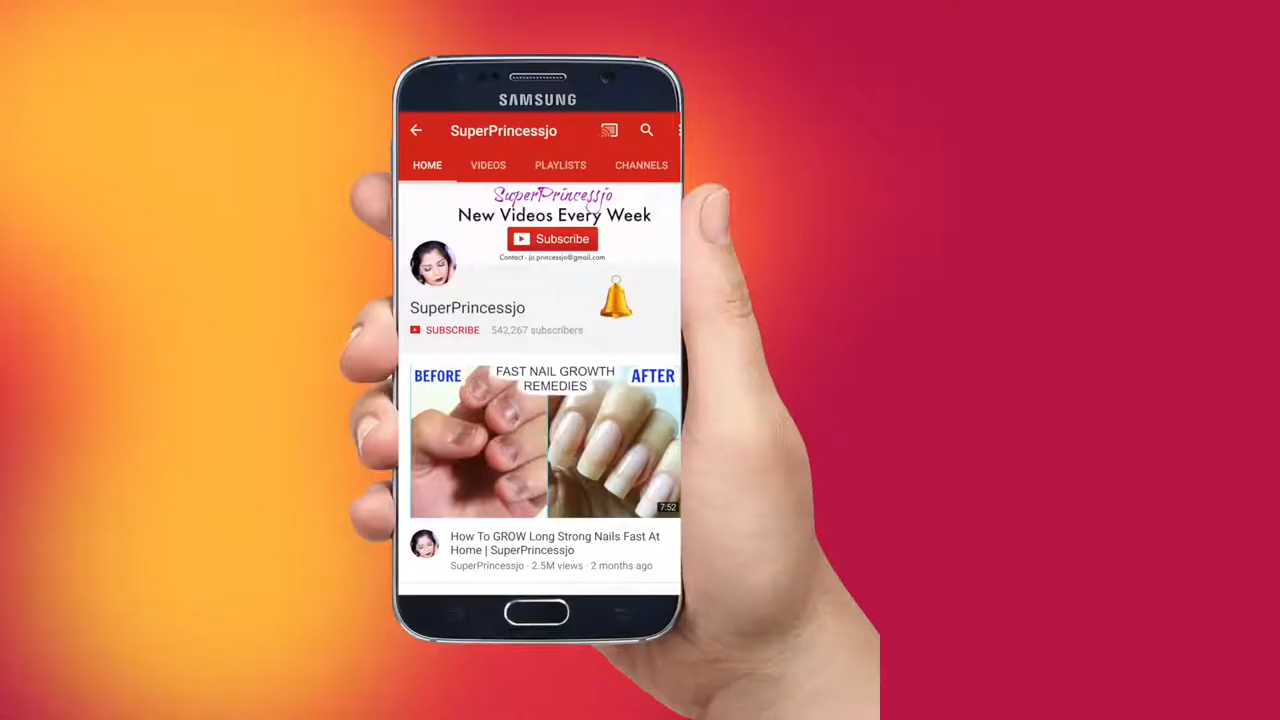 SAMSUNG
SuperPrincessjo
HOME VIDEOS PLAYLISTS CHANNELS
SuperPrincessjo
New Videos Every Week
Subscribe
Contact - jo.princessjo@gmail.com
SuperPrincessjo
SUBSCRIBE 542,267 subscribers
BEFORE
FAST NAIL GROWTH
REMEDIES
AFTER
7:52
How To GROW Long Strong Nails Fast At
Home | SuperPrincessjo
SuperPrincessjo · 2.5M views · 2 months ago